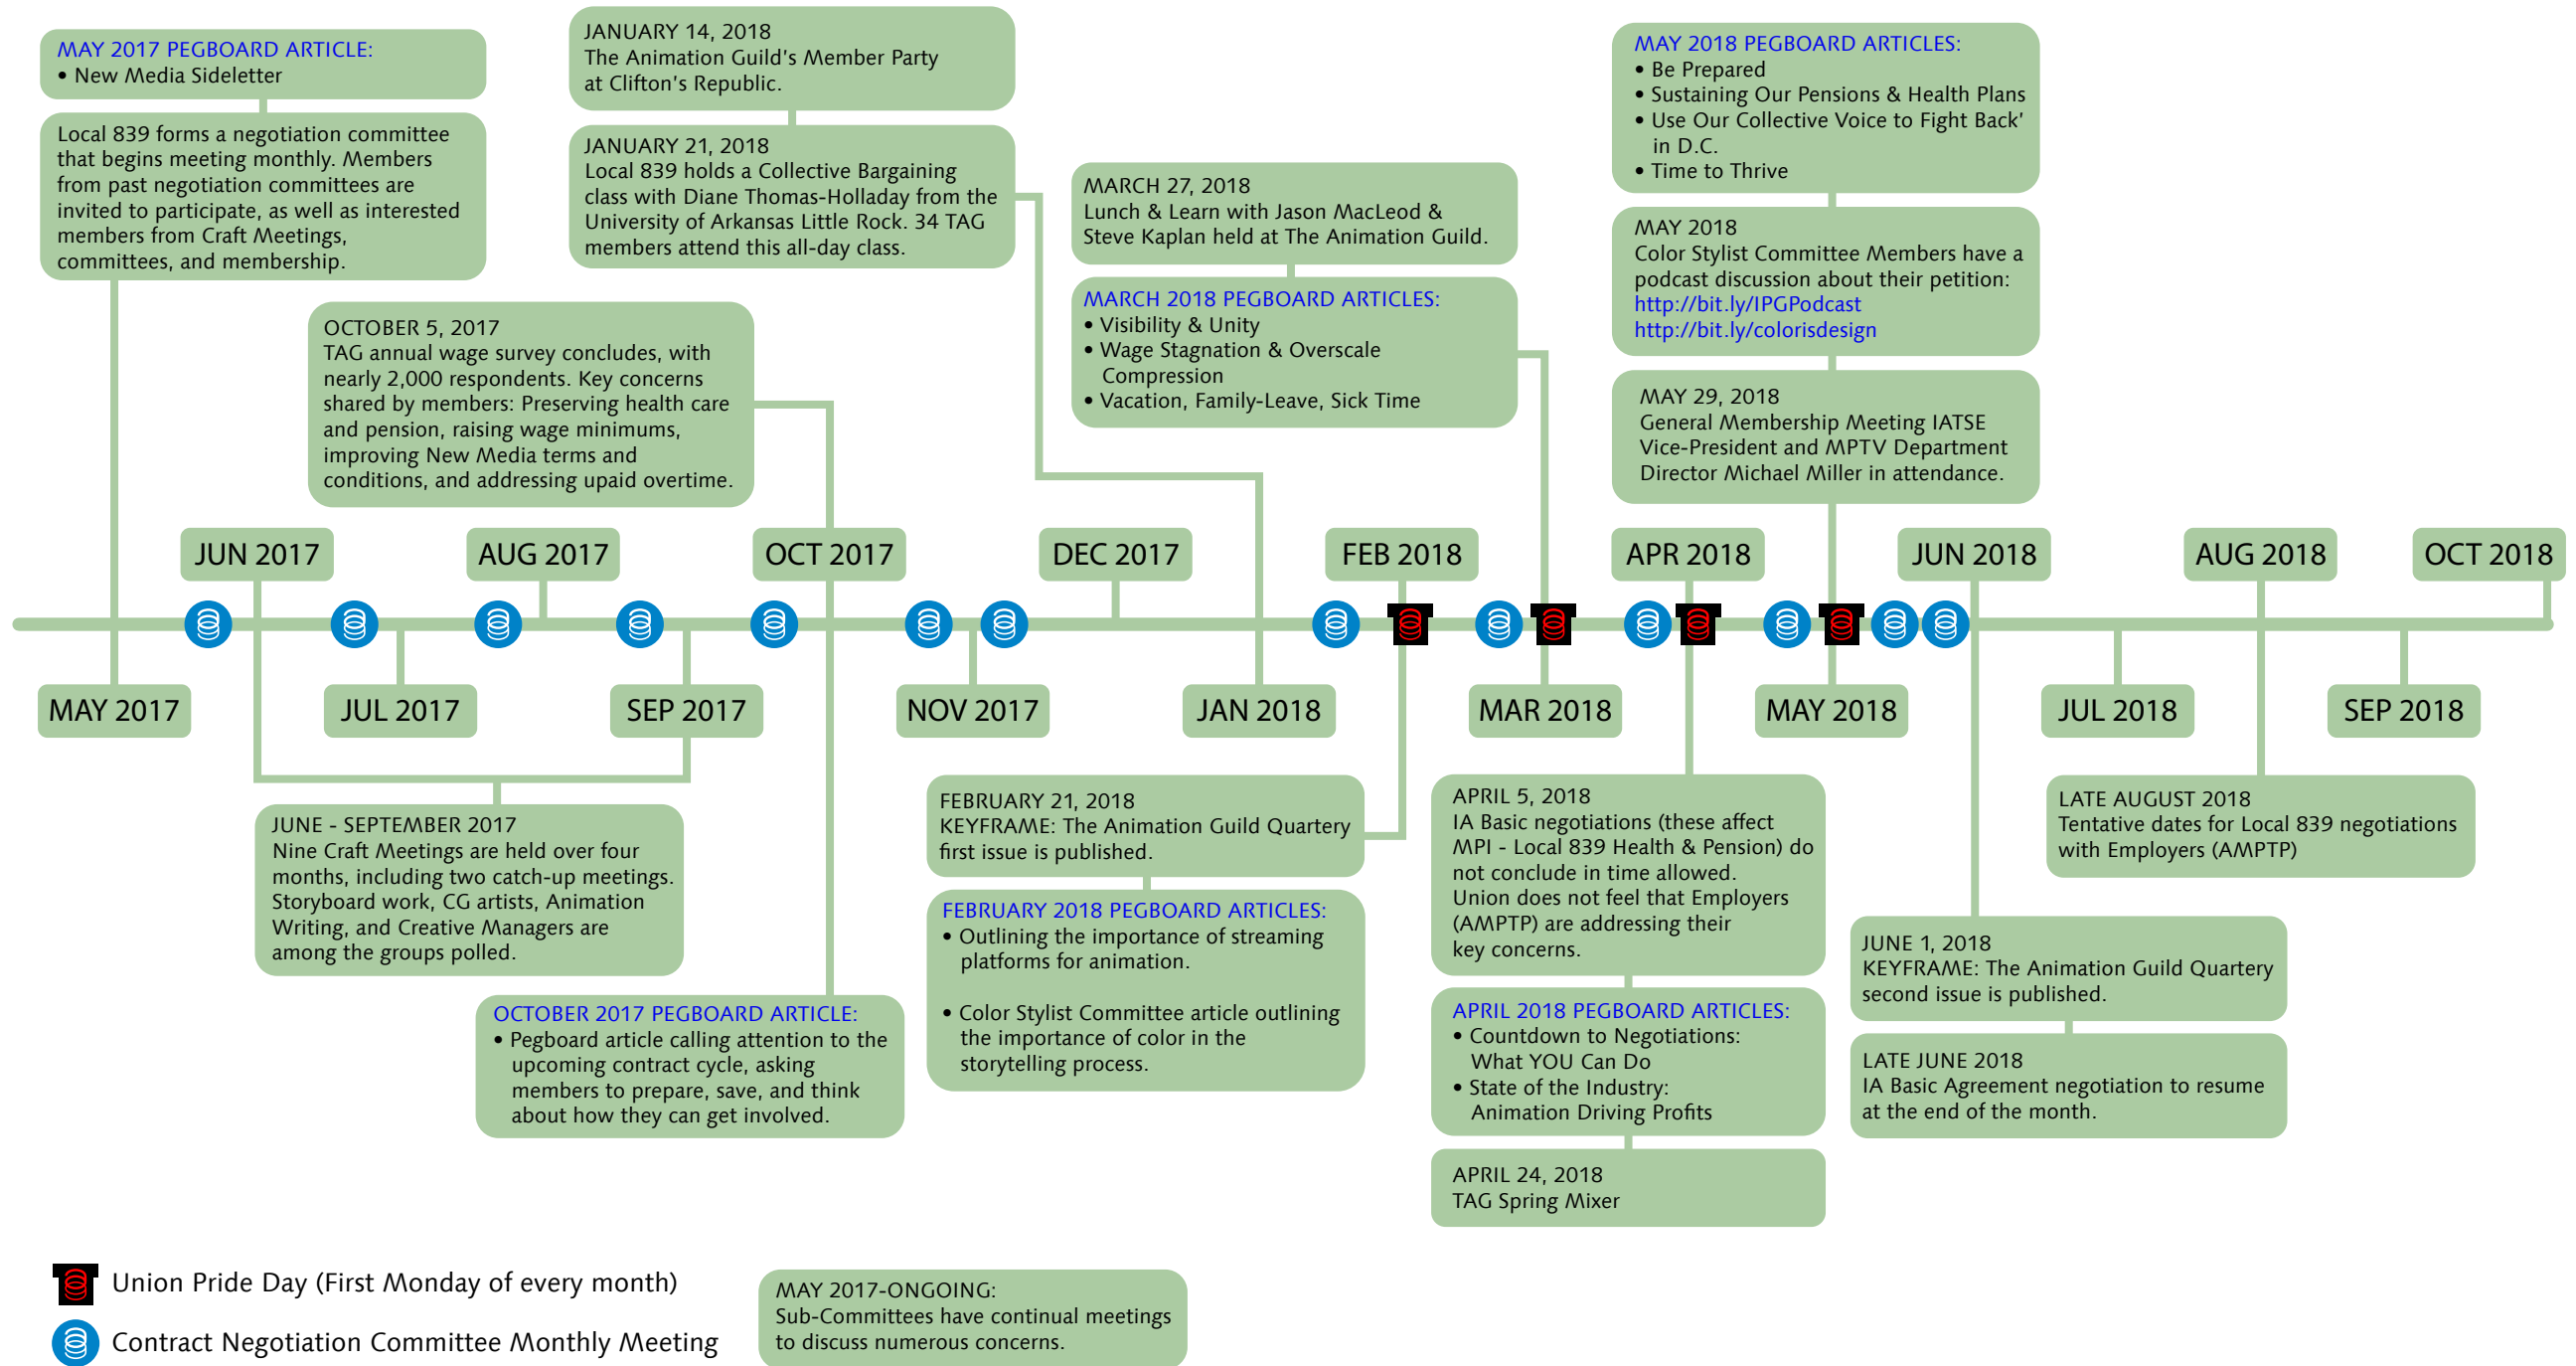 MAY 2017 PEGBOARD ARTICLE:
• New Media Sideletter
Local 839 forms a negotiation committee
that begins meeting monthly. Members
from past negotiation committees are
invited to participate, as well as interested
members from Craft Meetings,
committees, and membership.
OCTOBER 5, 2017
TAG annual wage survey concludes, with
nearly 2,000 respondents. Key concerns
shared by members: Preserving health care
and pension, raising wage minimums,
improving New Media terms and
conditions, and addressing upaid overtime.
JANUARY 14, 2018
The Animation Guild's Member Party
at Clifton's Republic.
JANUARY 21, 2018
Local 839 holds a Collective Bargaining
class with Diane Thomas-Holladay from the
University of Arkansas Little Rock. 34 TAG
members attend this all-day class.
MARCH 27, 2018
Lunch & Learn with Jason MacLeod &
Steve Kaplan held at The Animation Guild.
MARCH 2018 PEGBOARD ARTICLES:
• Visibility & Unity
• Wage Stagnation & Overscale
Compression
• Vacation, Family-Leave, Sick Time
MAY 2018 PEGBOARD ARTICLES:
• Be Prepared
• Sustaining Our Pensions & Health Plans
• Use Our Collective Voice to Fight Back'
in D.C.
• Time to Thrive
MAY 2018
Color Stylist Committee Members have a
podcast discussion about their petition:
http://bit.ly/IPGPodcast
http://bit.ly/colorisdesign
MAY 29, 2018
General Membership Meeting IATSE
Vice-President and MPTV Department
Director Michael Miller in attendance.
JUN 2017
AUG 2017
OCT 2017
DEC 2017
FEB 2018
APR 2018
JUN 2018
AUG 2018
OCT 2018
MAY 2017
JUL 2017
SEP 2017
NOV 2017
JAN 2018
MAR 2018
MAY 2018
JUL 2018
SEP 2018
JUNE - SEPTEMBER 2017
Nine Craft Meetings are held over four
months, including two catch-up meetings.
Storyboard work, CG artists, Animation
Writing, and Creative Managers are
among the groups polled.
OCTOBER 2017 PEGBOARD ARTICLE:
• Pegboard article calling attention to the
upcoming contract cycle, asking
members to prepare, save, and think
about how they can get involved.
FEBRUARY 21, 2018
KEYFRAME: The Animation Guild Quartery
first issue is published.
FEBRUARY 2018 PEGBOARD ARTICLES:
• Outlining the importance of streaming
platforms for animation.
• Color Stylist Committee article outlining
the importance of color in the
storytelling process.
APRIL 5, 2018
IA Basic negotiations (these affect
MPI - Local 839 Health & Pension) do
not conclude in time allowed.
Union does not feel that Employers
(AMPTP) are addressing their
key concerns.
APRIL 2018 PEGBOARD ARTICLES:
• Countdown to Negotiations:
What YOU Can Do
• State of the Industry:
Animation Driving Profits
APRIL 24, 2018
TAG Spring Mixer
LATE AUGUST 2018
Tentative dates for Local 839 negotiations
with Employers (AMPTP)
JUNE 1, 2018
KEYFRAME: The Animation Guild Quartery
second issue is published.
LATE JUNE 2018
IA Basic Agreement negotiation to resume
at the end of the month.
Union Pride Day (First Monday of every month)
Contract Negotiation Committee Monthly Meeting
MAY 2017-ONGOING:
Sub-Committees have continual meetings
to discuss numerous concerns.